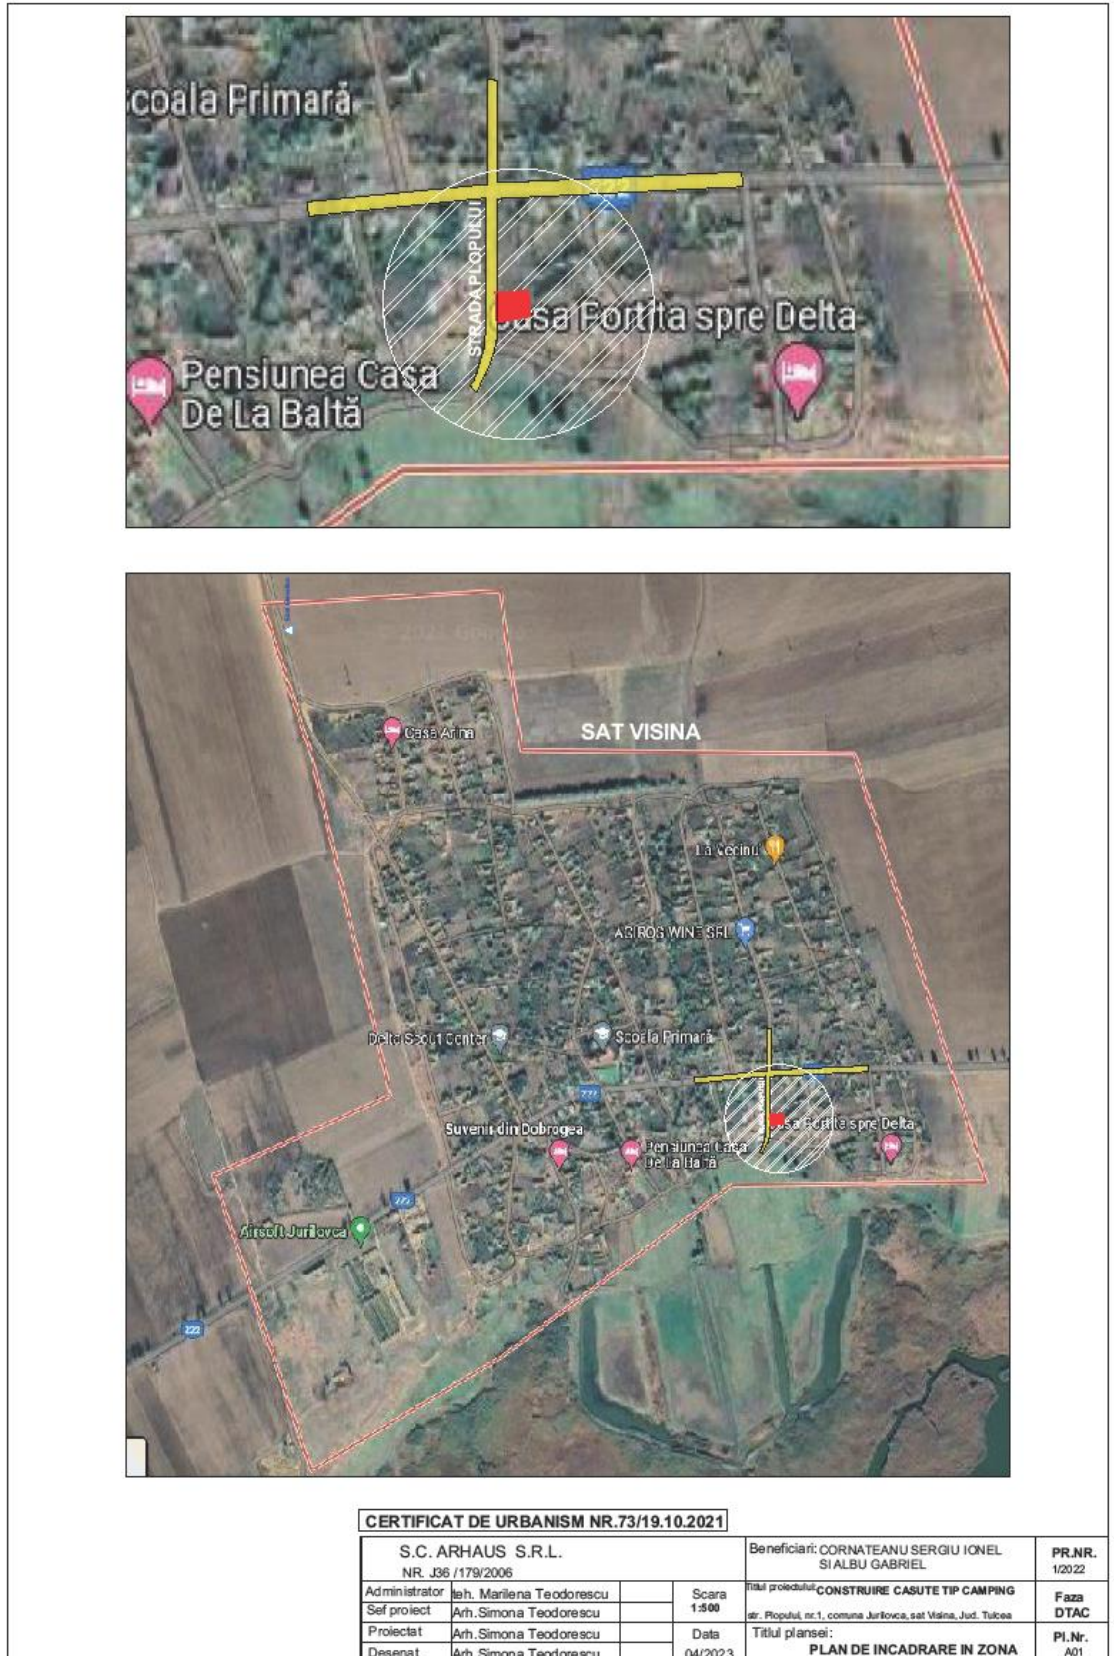 Scoala Primară
222
STRADA PLOPULUI
Casa Portita spre Delta
Pensiunea Casa
De La Baltă
SAT VISINA
Casa Arina
La Vecinu
AGIROS WINE SRL
Delta Scout Center
Scoala Primară
222
Suvenir din Dobrogea
Casa Portita spre Delta
Pensiunea Casa
De La Baltă
222
Airsoft Jurilovca
222
CERTIFICAT DE URBANISM NR.73/19.10.2021
S.C. ARHAUS S.R.L.
NR. J36 /179/2006
Beneficiari: CORNATEANU SERGIU IONEL
SI ALBU GABRIEL
PR.NR.
1/2022
Administrator teh. Marilena Teodorescu
Sef proiect Arh.Simona Teodorescu
Scara
1:500
Titlul proiectului: CONSTRUIRE CASUTE TIP CAMPING
str. Plopului, nr.1, comuna Jurilovca, sat Visina, Jud. Tulcea
Faza
DTAC
Proiectat Arh.Simona Teodorescu
Desenat Arh.Simona Teodorescu
Data
04/2023
Titlul plansei:
PLAN DE INCADRARE IN ZONA
Pl.Nr.
A01